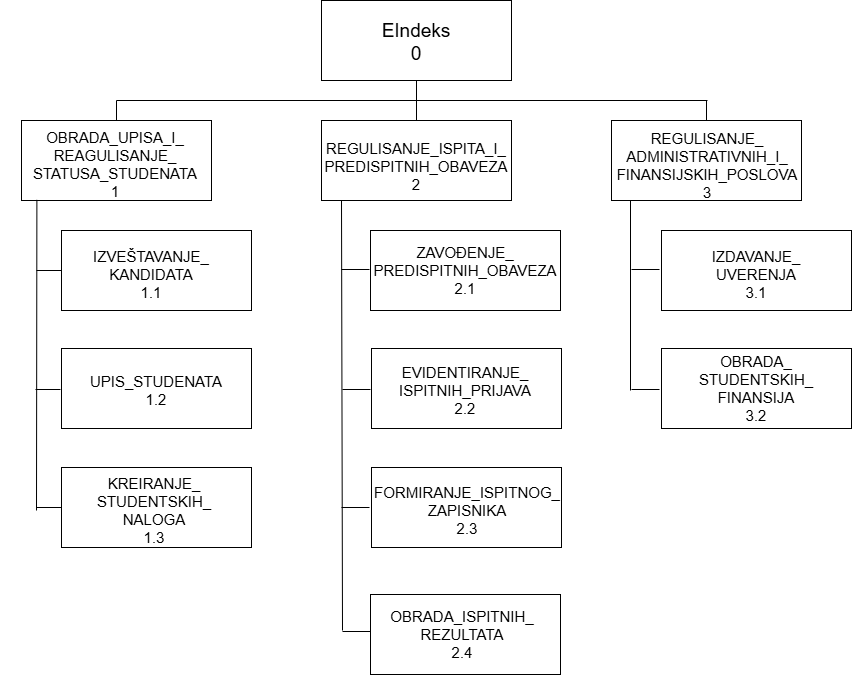 EIndeks
0
OBRADA_UPISA_I_
REAGULISANJE_
STATUSA_STUDENATA
1
IZVEŠTAVANJE_
KANDIDATA
1.1
UPIS_STUDENATA
1.2
KREIRANJE_
STUDENTSKIH_
NALOGA
1.3
REGULISANJE_ISPITA_I_
PREDISPITNIH_OBAVEZA
2
ZAVOĐENJE_
PREDISPITNIH_OBAVEZA
2.1
EVIDENTIRANJE_
ISPITNIH_PRIJAVA
2.2
FORMIRANJE_ISPITNOG_
ZAPISNIKA
2.3
OBRADA_ISPITNIH_
REZULTATA
2.4
REGULISANJE_
ADMINISTRATIVNIH_I_
FINANSIJSKIH_POSLOVA
3
IZDAVANJE_
UVERENJA
3.1
OBRADA_
STUDENTSKIH_
FINANSIJA
3.2